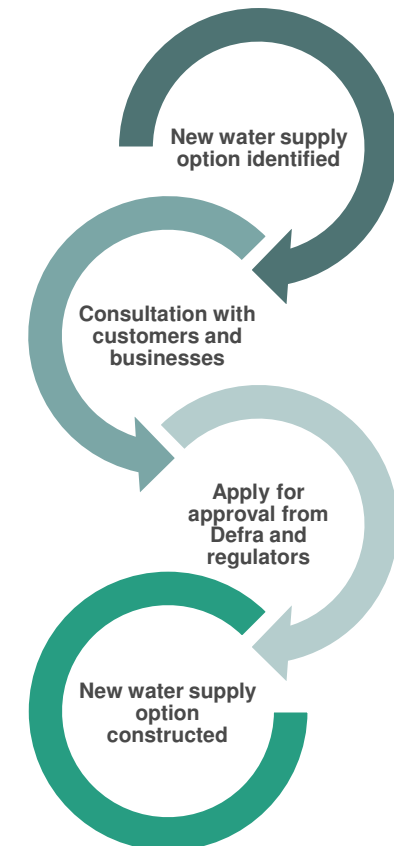 New water supply
option identified
Consultation with
customers and
businesses
Apply for
approval from
Defra and
regulators
New water supply
option
constructed